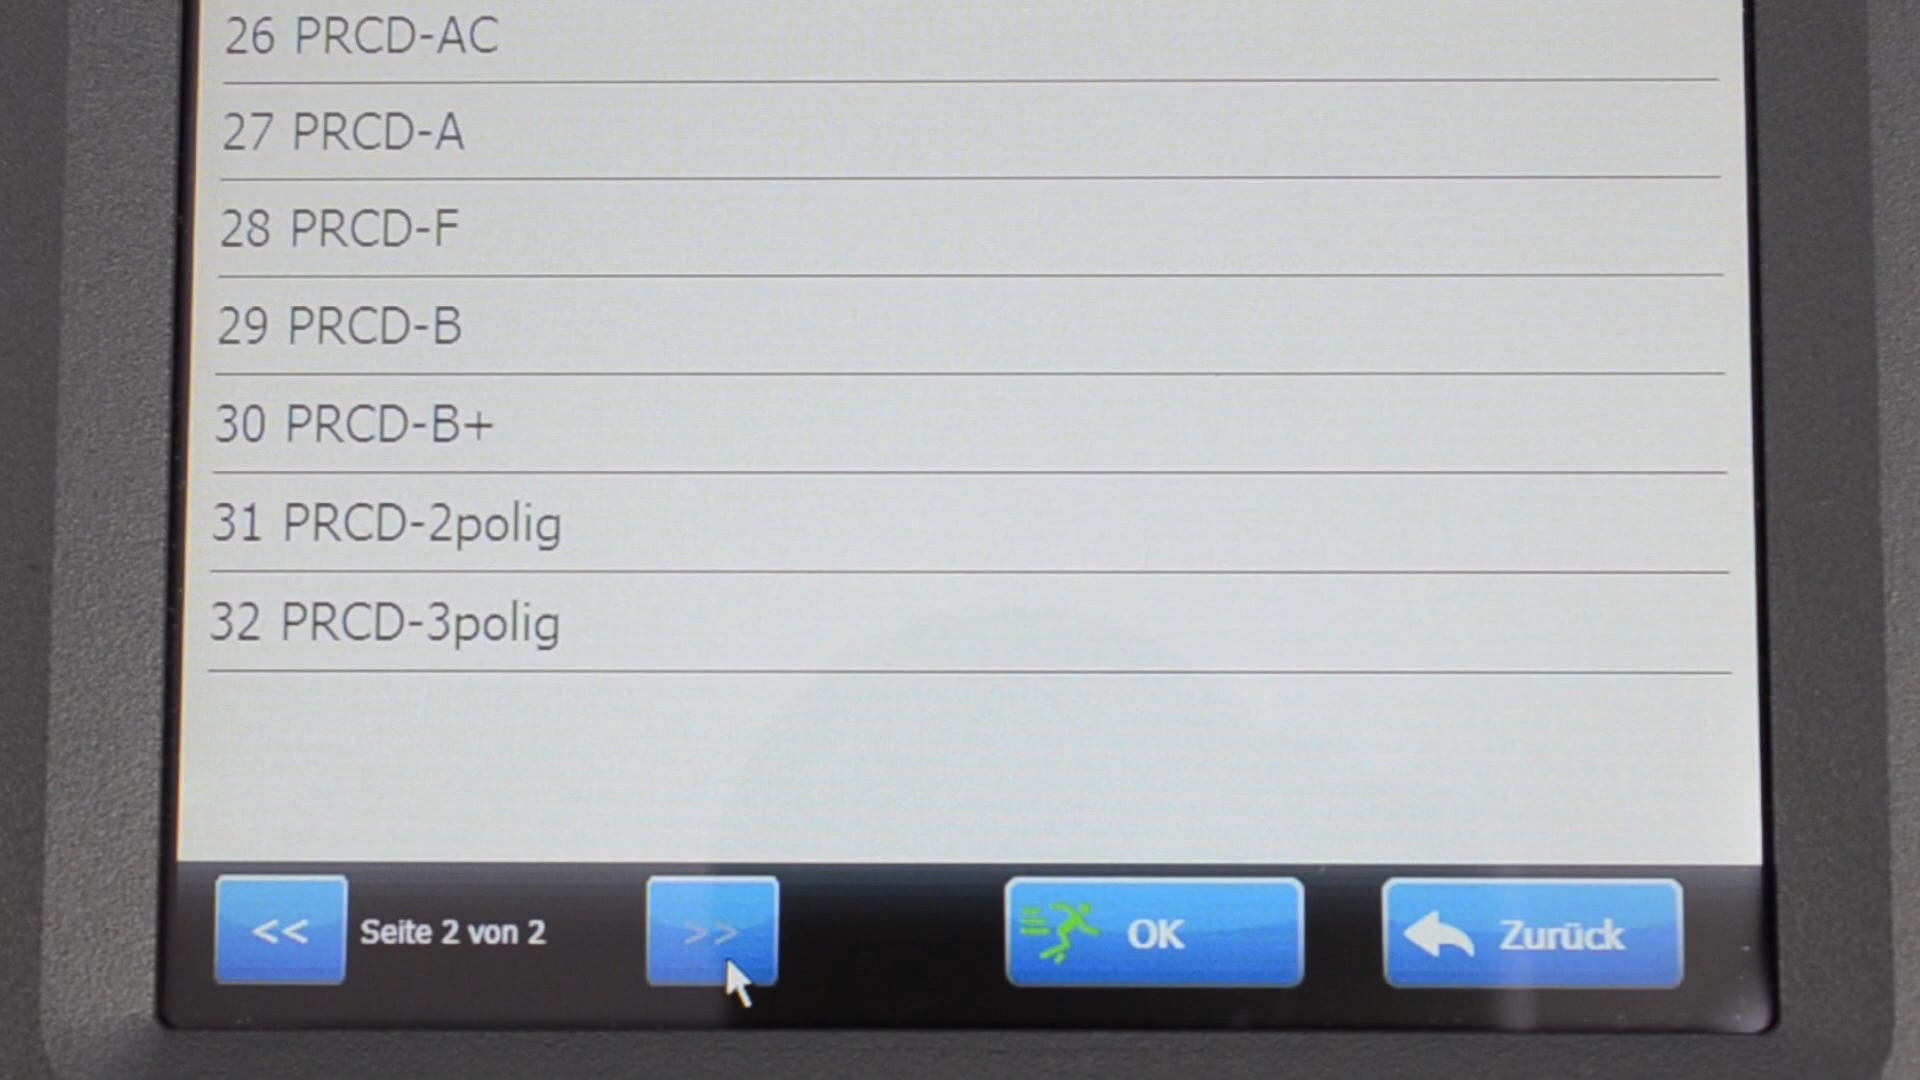 26 PRCD-AC
27 PRCD-A
28 PRCD-F
29 PRCD-B
30 PRCD-B+
31 PRCD-2polig
32 PRCD-3polig
<< Seite 2 von 2 >> OK Zurück